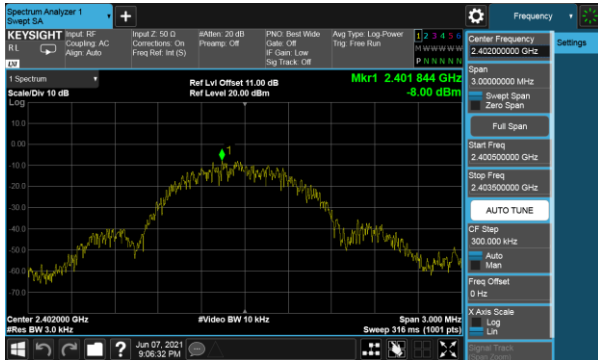 Spectrum Analyzer 1
Swept SA
+
Frequency
KEYSIGHT
RL
Input: RF
Coupling: AC
Align: Auto
Input Z: 50 Ω
Corrections: On
Freq Ref: Int (S)
#Atten: 20 dB
Preamp: Off
PNO: Best Wide
Gate: Off
IF Gain: Low
Sig Track: Off
Avg Type: Log-Power
Trig: Free Run
1 2 3 4 5 6
M W W W W W
P N N N N N
1 Spectrum
Scale/Div 10 dB
Ref Lvl Offset 11.00 dB
Ref Level 20.00 dBm
Mkr1 2.401 844 GHz
-8.00 dBm
Log
10.0
0.00
-10.0
-20.0
-30.0
-40.0
-50.0
-60.0
-70.0
1
Center 2.402000 GHz
#Res BW 3.0 kHz
#Video BW 10 kHz
Span 3.000 MHz
Sweep 316 ms (1001 pts)
Jun 07, 2021
9:06:32 PM
?
Center Frequency
2.402000000 GHz
Span
3.00000000 MHz
Swept Span
Zero Span
Full Span
Start Freq
2.400500000 GHz
Stop Freq
2.403500000 GHz
AUTO TUNE
CF Step
300.000 kHz
Auto
Man
Freq Offset
0 Hz
X Axis Scale
Log
Lin
Signal Track
(Span Zoom)
Settings